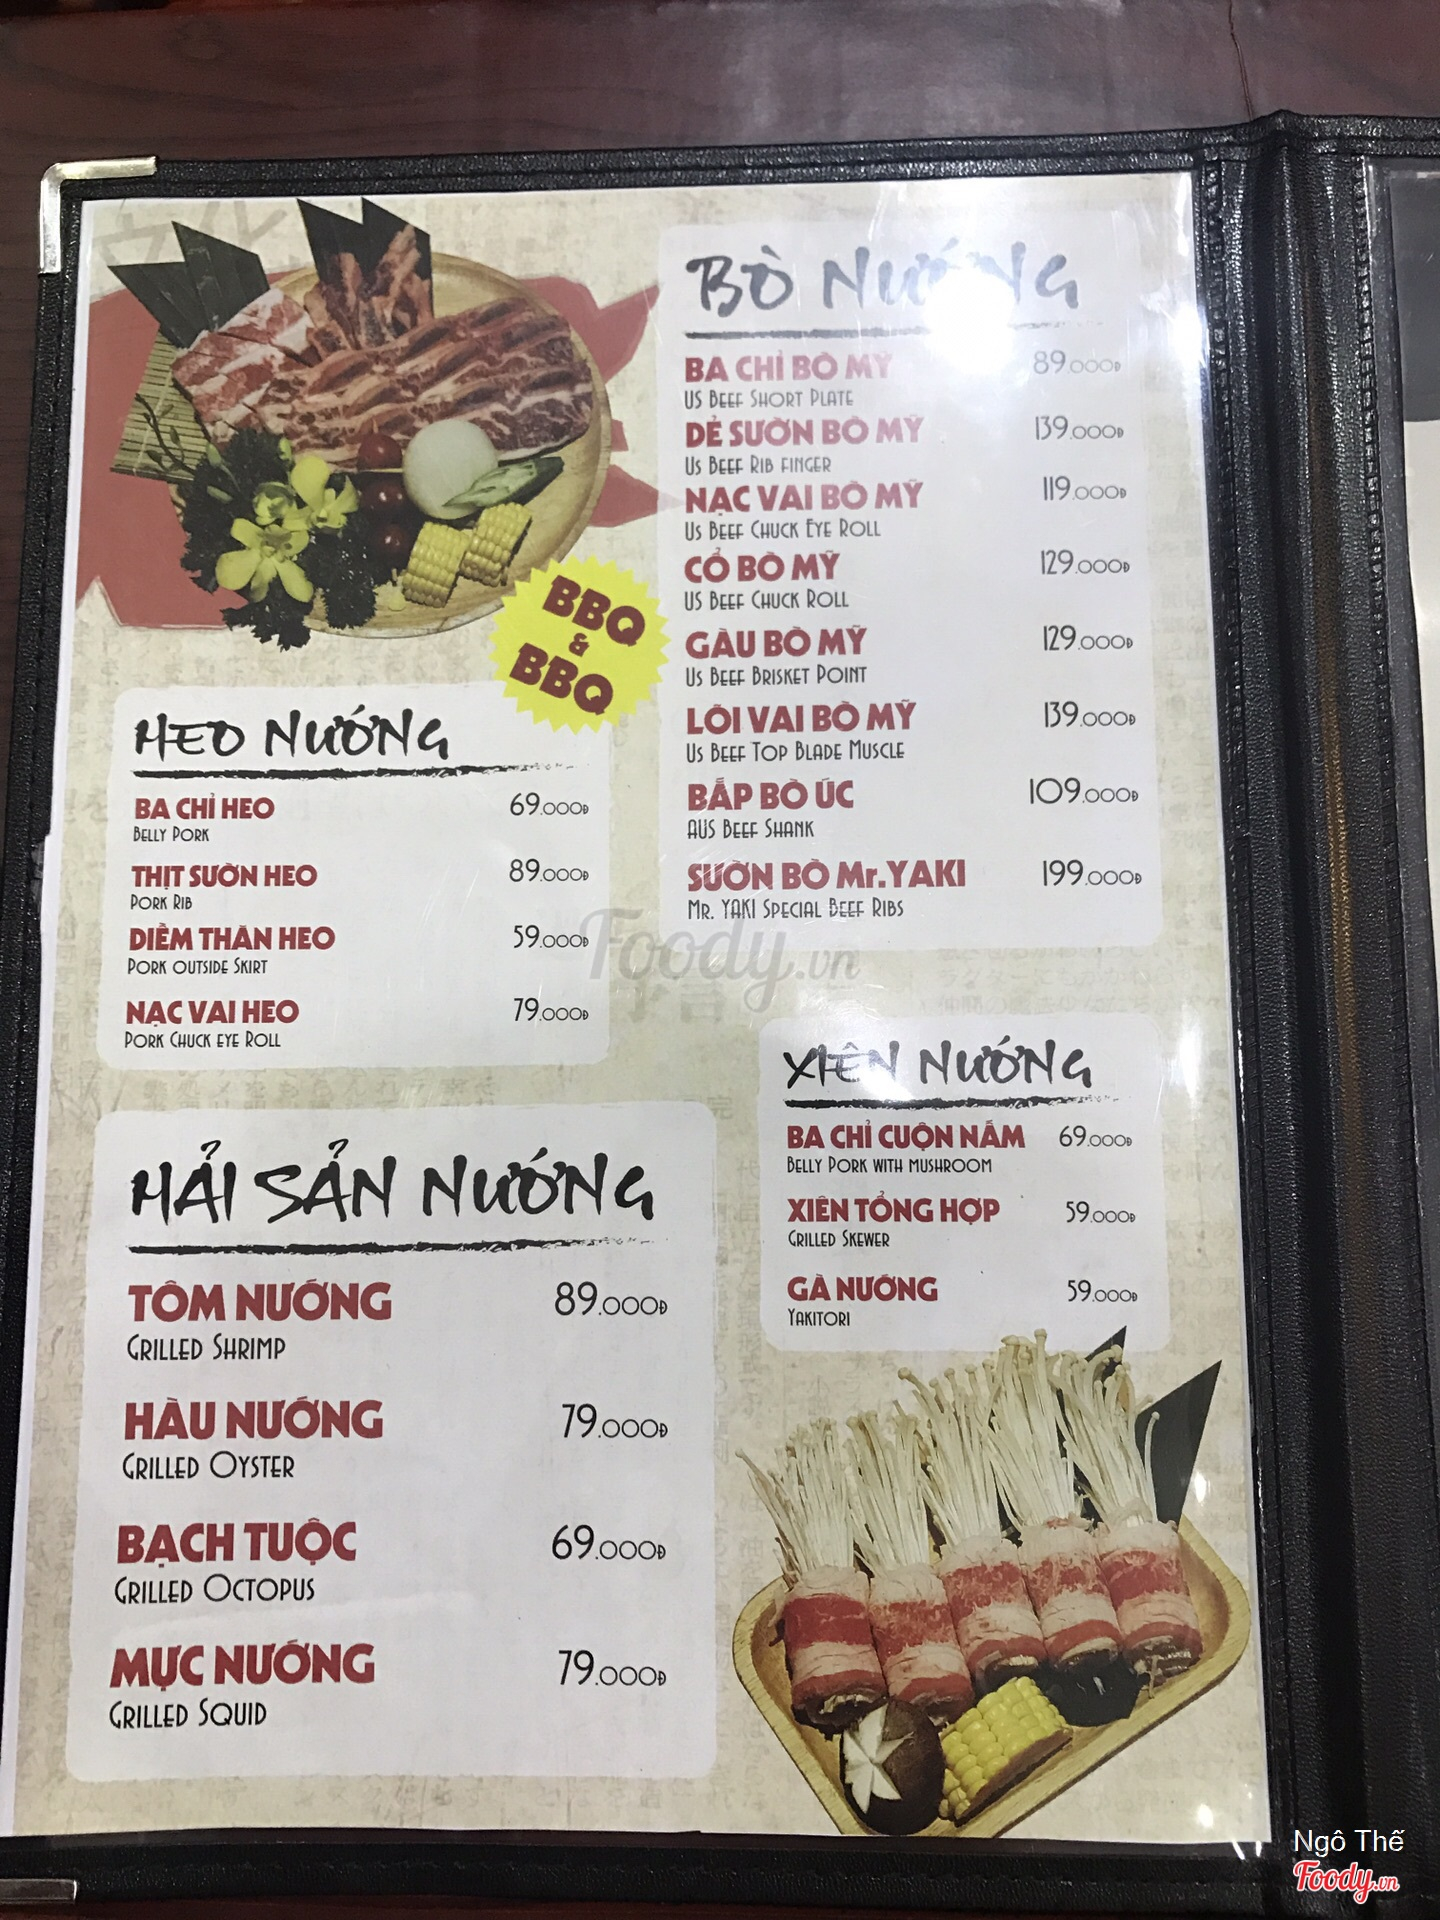 BÒ NƯỚNG
BA CHỈ BÒ MỸ 89.000Đ
US BEEF SHORT PLATE
DẺ SƯỜN BÒ MỸ 139.000Đ
US BEEF RIB FINGER
NẠC VAI BÒ MỸ 119.000Đ
US BEEF CHUCK EYE ROLL
CỔ BÒ MỸ 129.000Đ
US BEEF CHUCK ROLL
GÀU BÒ MỸ 129.000Đ
US BEEF BRISKET POINT
LÕI VAI BÒ MỸ 139.000Đ
US BEEF TOP BLADE MUSCLE
BẮP BÒ ÚC 109.000Đ
AUS BEEF SHANK
SƯỜN BÒ Mr.YAKI 199.000Đ
MR. YAKI SPECIAL BEEF RIBS
BBQ
&
BBQ
HEO NƯỚNG
BA CHỈ HEO 69.000Đ
BELLY PORK
THỊT SƯỜN HEO 89.000Đ
PORK RIB
DIỀM THĂN HEO 59.000Đ
PORK OUTSIDE SKIRT
NẠC VAI HEO 79.000Đ
PORK CHUCK EYE ROLL
Foody.vn
XIÊN NƯỚNG
BA CHỈ CUỘN NẤM 69.000Đ
BELLY PORK WITH MUSHROOM
XIÊN TỔNG HỢP 59.000Đ
GRILLED SKEWER
GÀ NƯỚNG 59.000Đ
YAKITORI
HẢI SẢN NƯỚNG
TÔM NƯỚNG 89.000Đ
GRILLED SHRIMP
HÀU NƯỚNG 79.000Đ
GRILLED OYSTER
BẠCH TUỘC 69.000Đ
GRILLED OCTOPUS
MỰC NƯỚNG 79.000Đ
GRILLED SQUID
Ngô Thế
Foody.vn